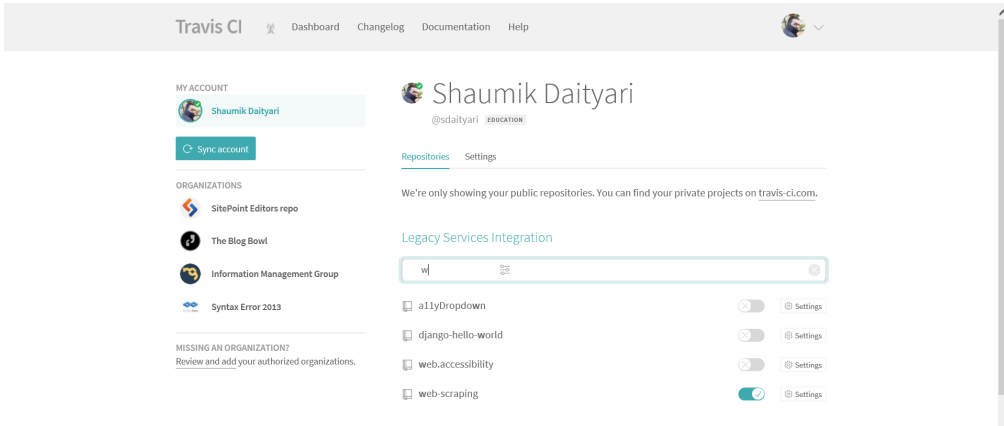 Travis CI Dashboard Changelog Documentation Help
MY ACCOUNT
Shaumik Daityari
Sync account
ORGANIZATIONS
SitePoint Editors repo
The Blog Bowl
Information Management Group
Syntax Error 2013
MISSING AN ORGANIZATION?
Review and add your authorized organizations.
Shaumik Daityari
@sdaityari EDUCATION
Repositories Settings
We're only showing your public repositories. You can find your private projects on travis-ci.com.
Legacy Services Integration
w
a11yDropdown Settings
django-hello-world Settings
web.accessibility Settings
web-scraping Settings